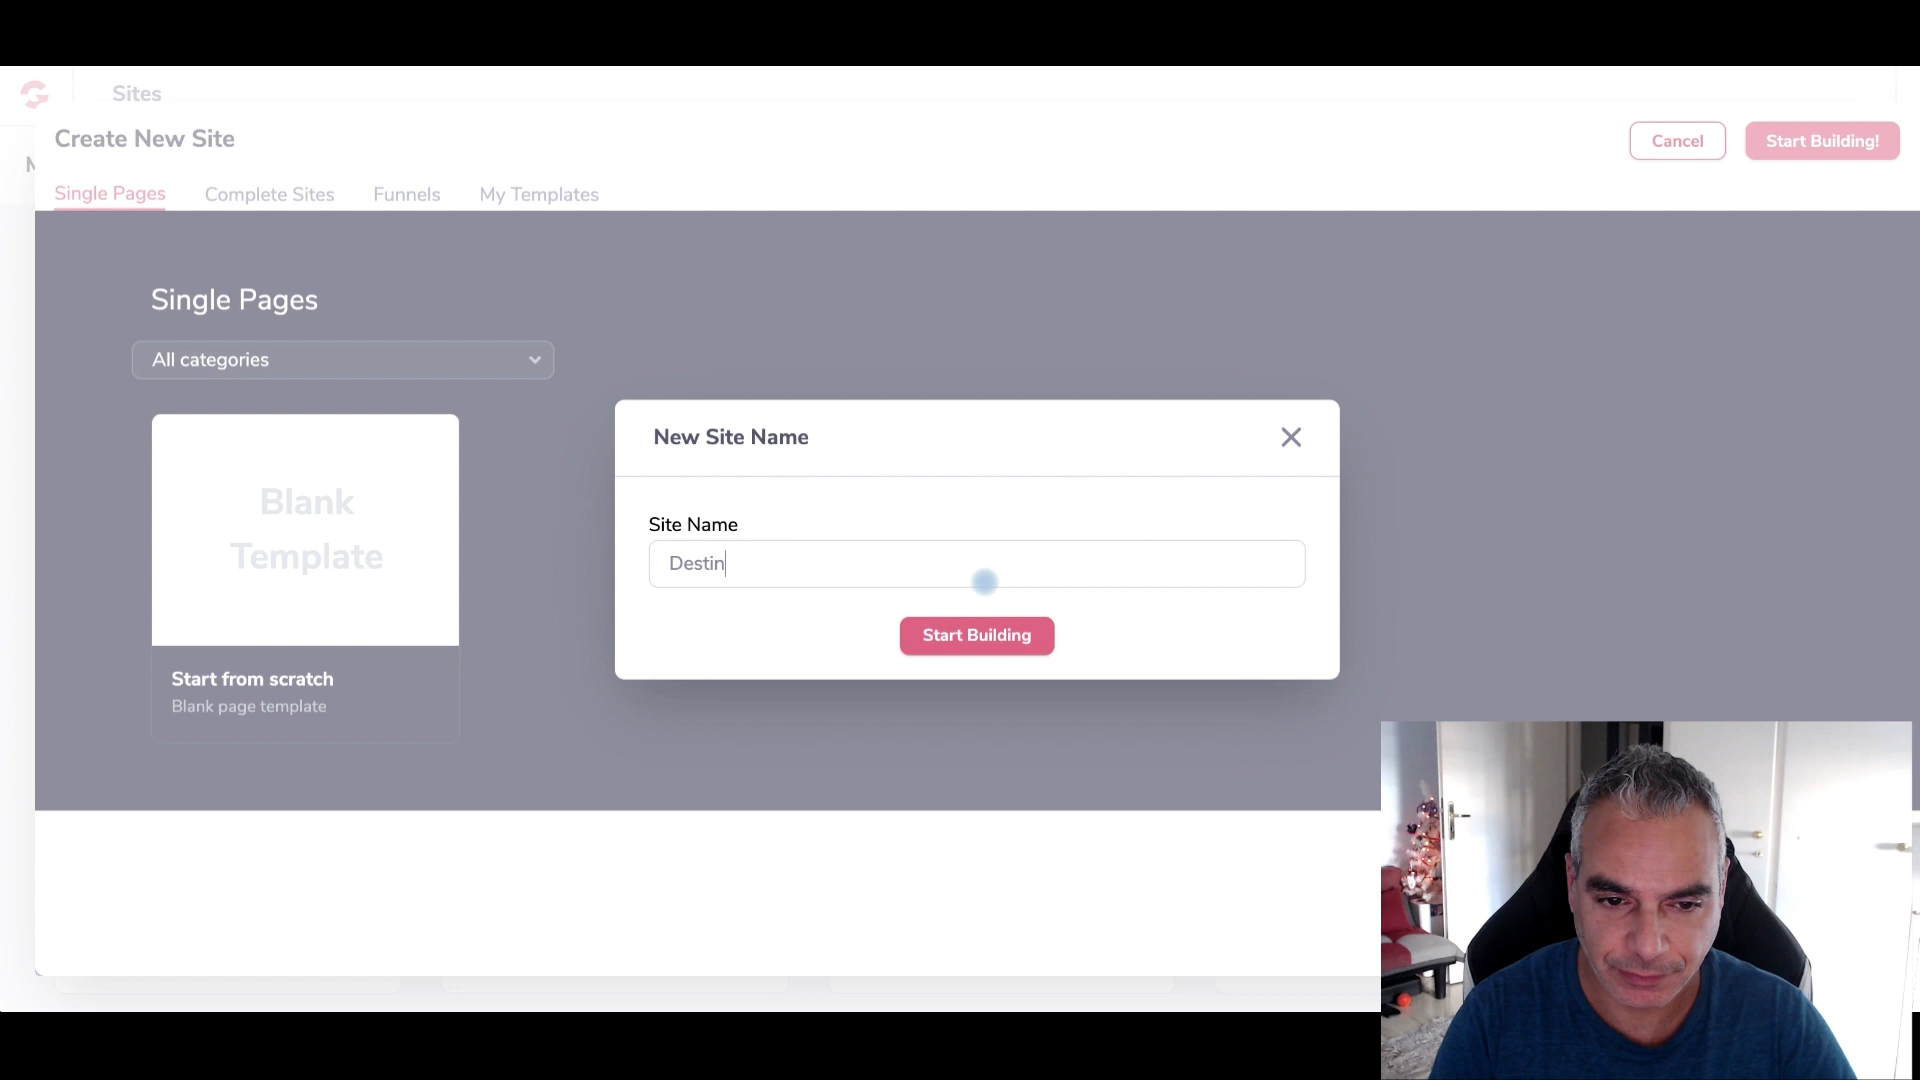 Sites
Create New Site
Cancel
Start Building!
Single Pages
Complete Sites
Funnels
My Templates
Single Pages
All categories
Blank
Template
Start from scratch
Blank page template
New Site Name
Site Name
Destin
Start Building